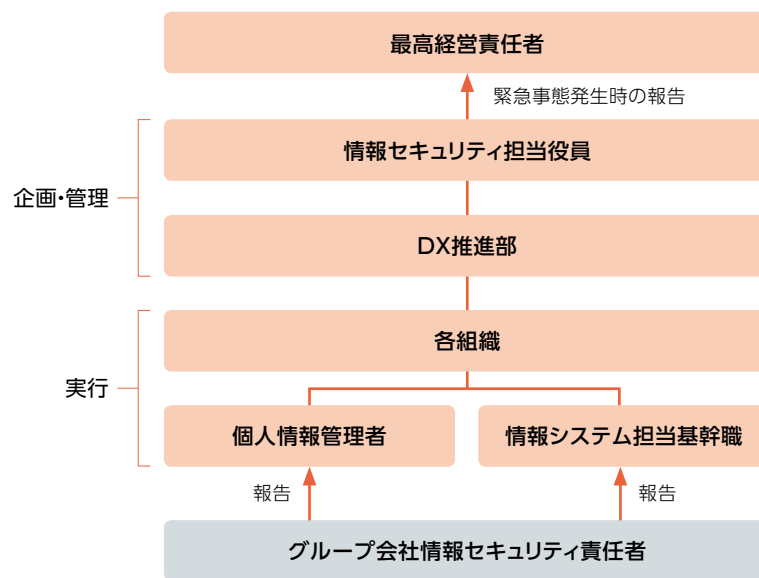 最高経営責任者
緊急事態発生時の報告
情報セキュリティ担当役員
企画・管理
DX推進部
各組織
実行
個人情報管理者
情報システム担当基幹職
報告
報告
グループ会社情報セキュリティ責任者